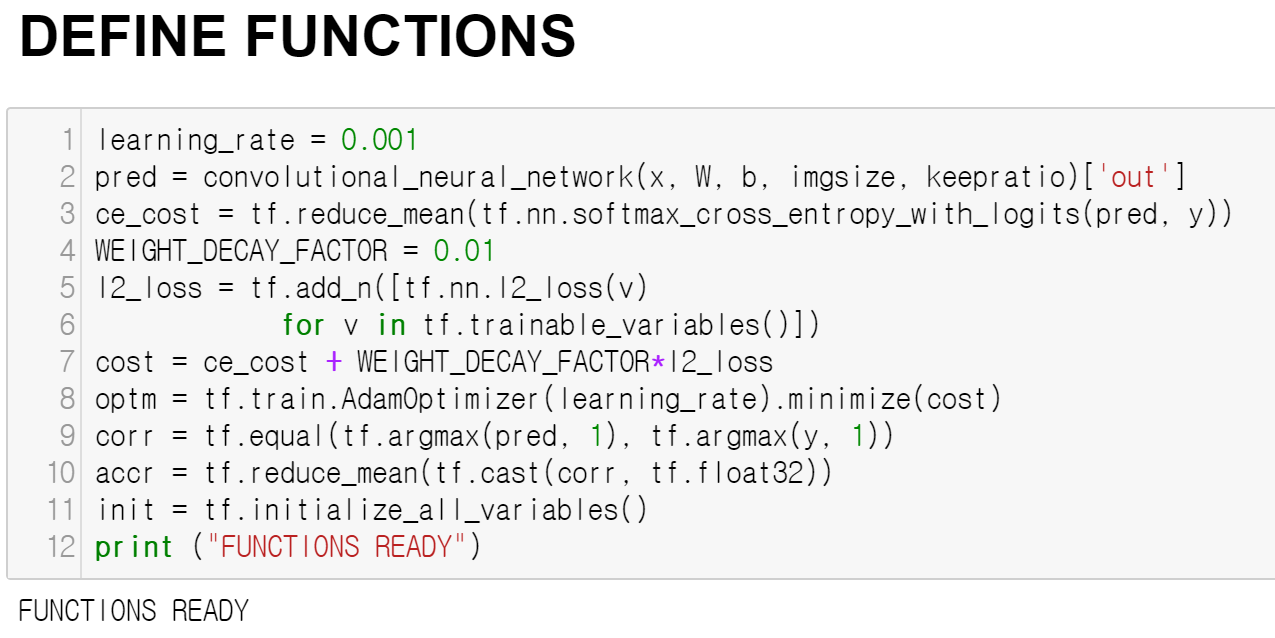 DEFINE FUNCTIONS
1 learning_rate = 0.001
2 pred = convolutional_neural_network(x, W, b, imgsize, keepratio)['out']
3 ce_cost = tf.reduce_mean(tf.nn.softmax_cross_entropy_with_logits(pred, y))
4 WEIGHT_DECAY_FACTOR = 0.01
5 l2_loss = tf.add_n([tf.nn.l2_loss(v)
6             for v in tf.trainable_variables()])
7 cost = ce_cost + WEIGHT_DECAY_FACTOR*l2_loss
8 optm = tf.train.AdamOptimizer(learning_rate).minimize(cost)
9 corr = tf.equal(tf.argmax(pred, 1), tf.argmax(y, 1))
10 accr = tf.reduce_mean(tf.cast(corr, tf.float32))
11 init = tf.initialize_all_variables()
12 print ("FUNCTIONS READY")
FUNCTIONS READY